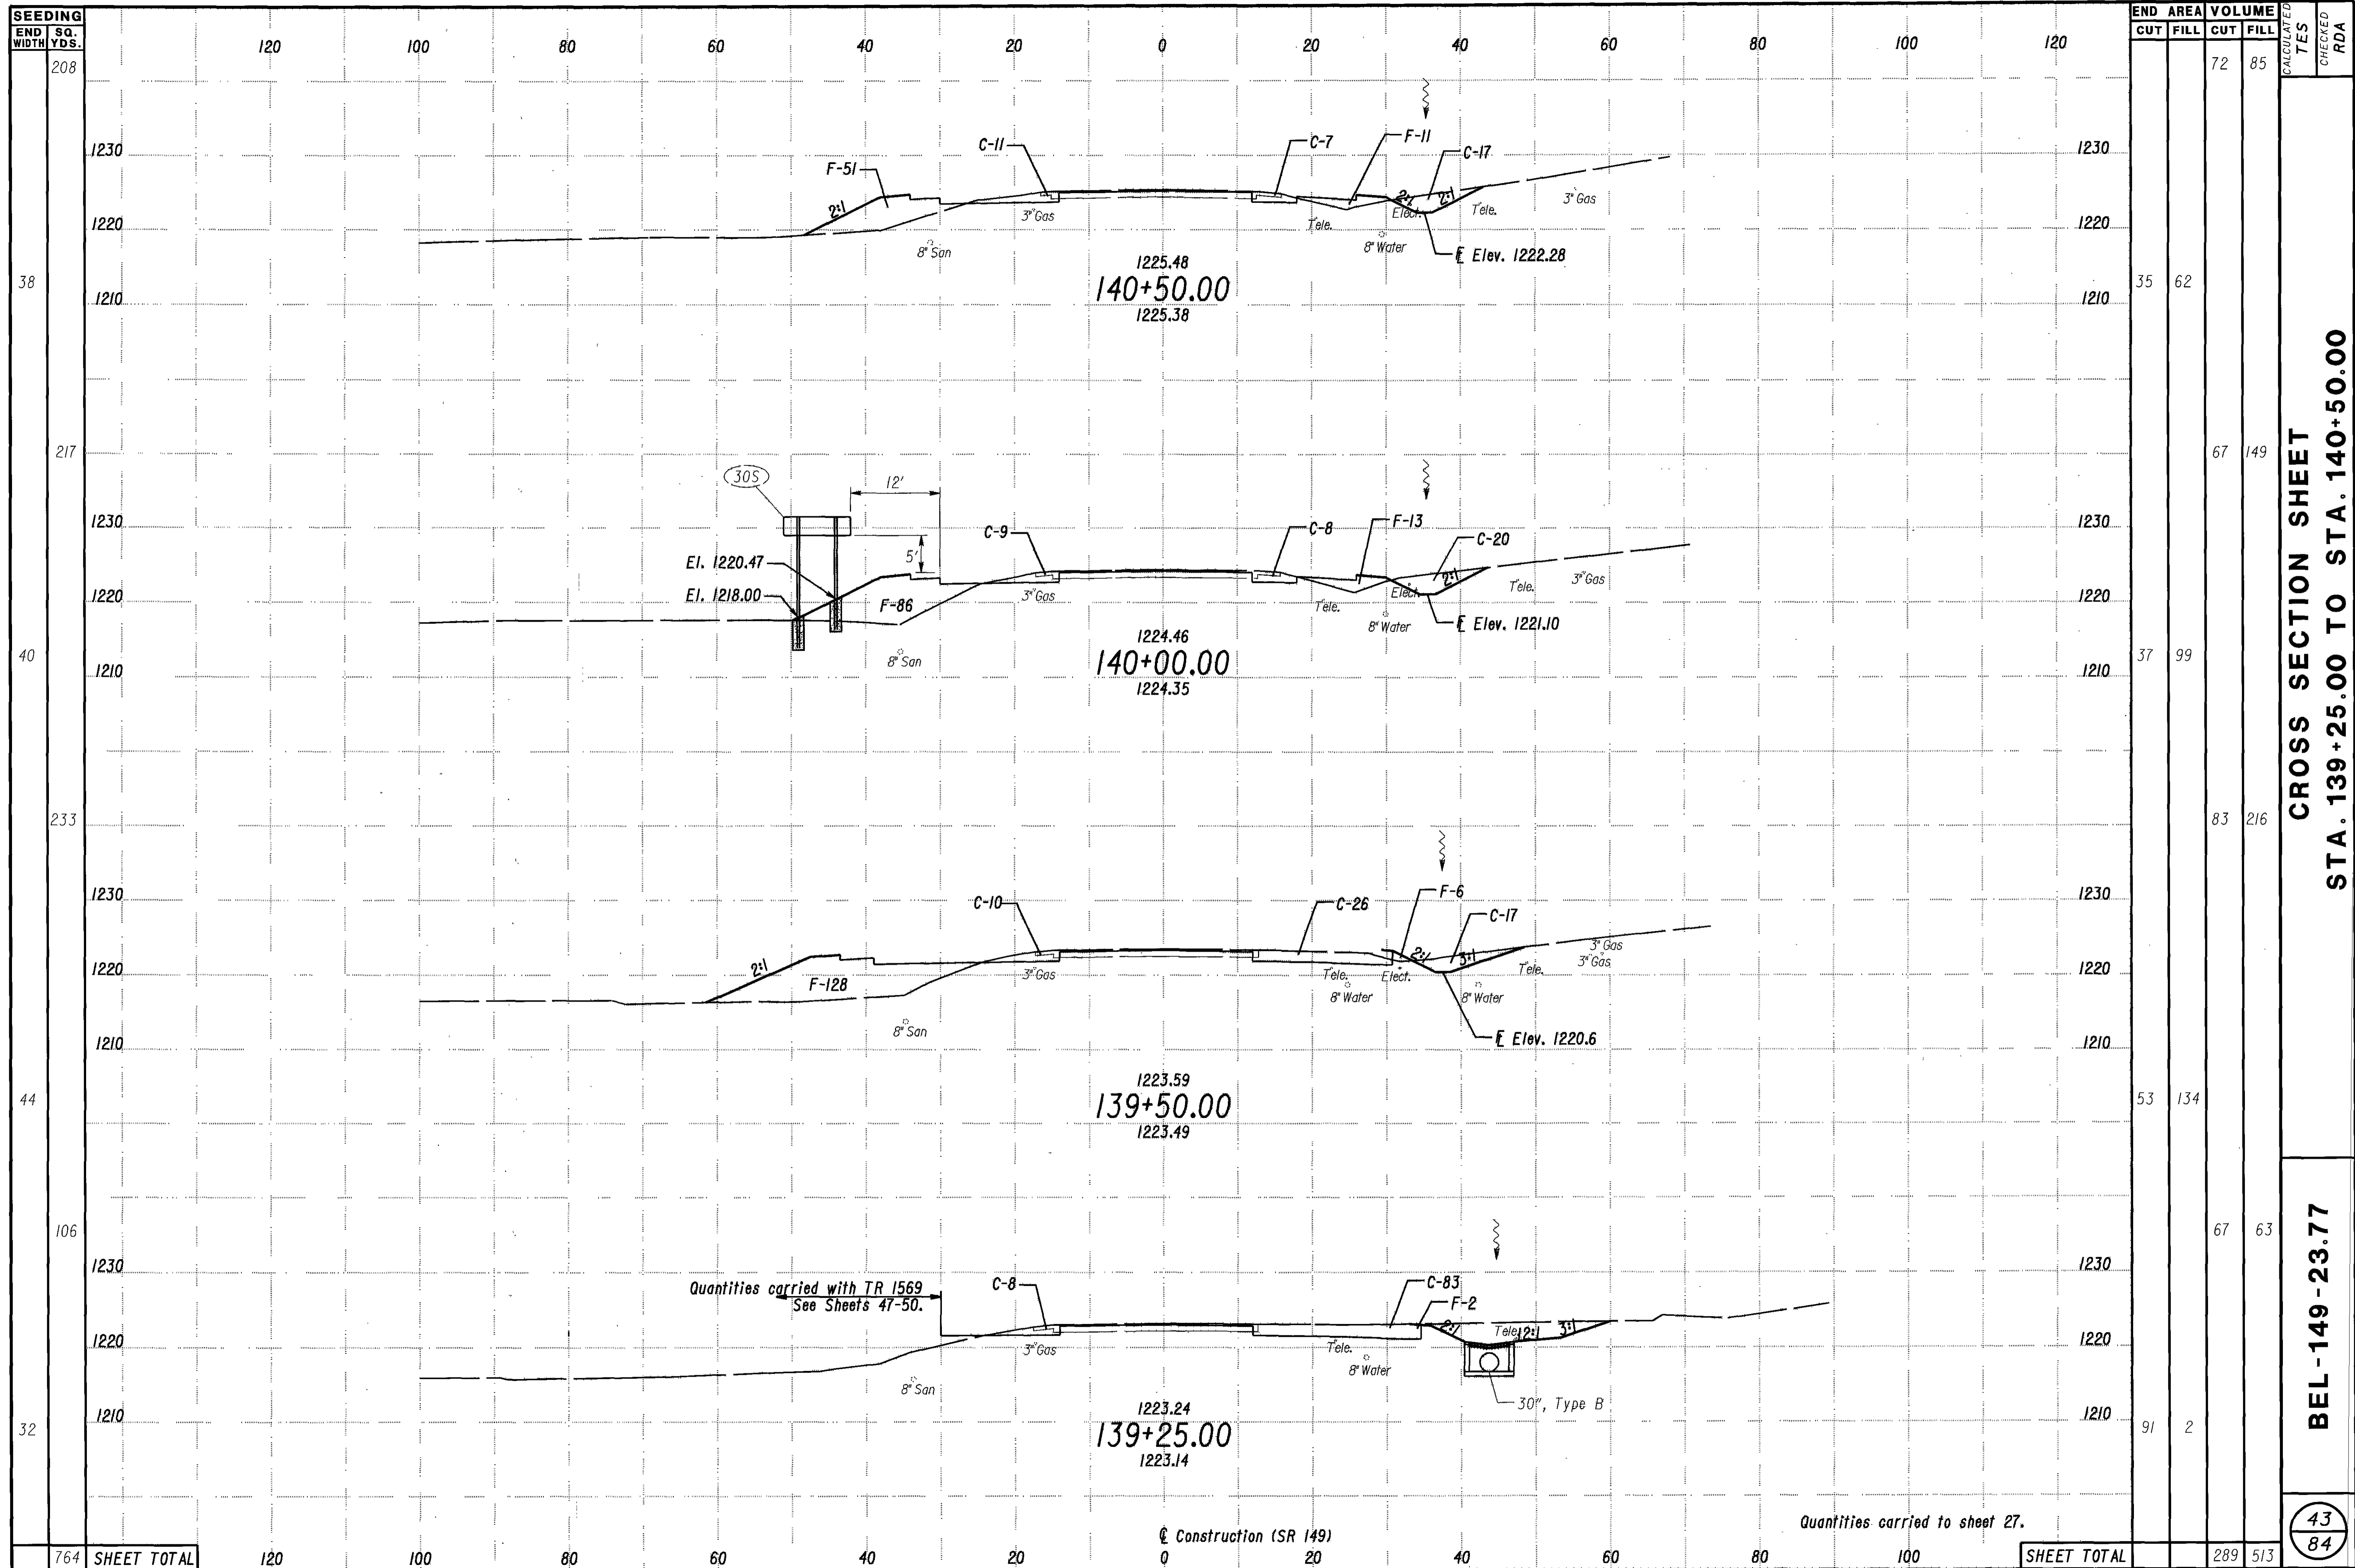 SEEDING
END WIDTH SQ. YDS.
END AREA VOLUME
CUT FILL CUT FILL
CALCULATED
TES
CHECKED
RDA
120 100 80 60 40 20 0 20 40 60 80 100 120
208
72 85
1230 1230
1220 1220
1210 1210
F-51
2:1
C-11
C-7
F-11
C-17
2:1
2:1
3" Gas
8" San
Tele.
Elect.
Tele.
3" Gas
8" Water
℄ Elev. 1222.28
1225.48
140+50.00
1225.38
38
35 62
217
67 149
30S
12'
5'
1230 1230
1220 1220
1210 1210
El. 1220.47
El. 1218.00
F-86
C-9
C-8
F-13
C-20
2:1
3" Gas
8" San
Tele.
Elect.
Tele.
3" Gas
8" Water
℄ Elev. 1221.10
1224.46
140+00.00
1224.35
40
37 99
233
83 216
1230 1230
1220 1220
1210 1210
2:1
F-128
C-10
C-26
F-6
C-17
2:1
3:1
3" Gas
8" San
Tele.
Elect.
Tele.
3" Gas
3" Gas
8" Water
8" Water
℄ Elev. 1220.6
1223.59
139+50.00
1223.49
44
53 134
106
67 63
1230 1230
1220 1220
1210 1210
Quantities carried with TR 1569
See Sheets 47-50.
C-8
C-83
F-2
2:1
Tele.
12:1
3:1
3" Gas
8" San
Tele.
8" Water
30", Type B
1223.24
139+25.00
1223.14
32
91 2
℄ Construction (SR 149)
Quantities carried to sheet 27.
764 SHEET TOTAL
120 100 80 60 40 20 0 20 40 60 80 100
SHEET TOTAL 289 513
CROSS SECTION SHEET
STA. 139+25.00 TO STA. 140+50.00
BEL-149-23.77
43
84